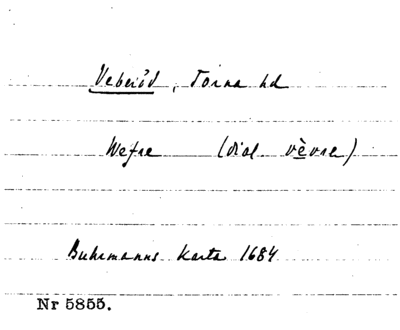 Veberöd, Torna hd
Wefre (dial vèvre)
Buhrmanns Karta 1684
Nr 5855.